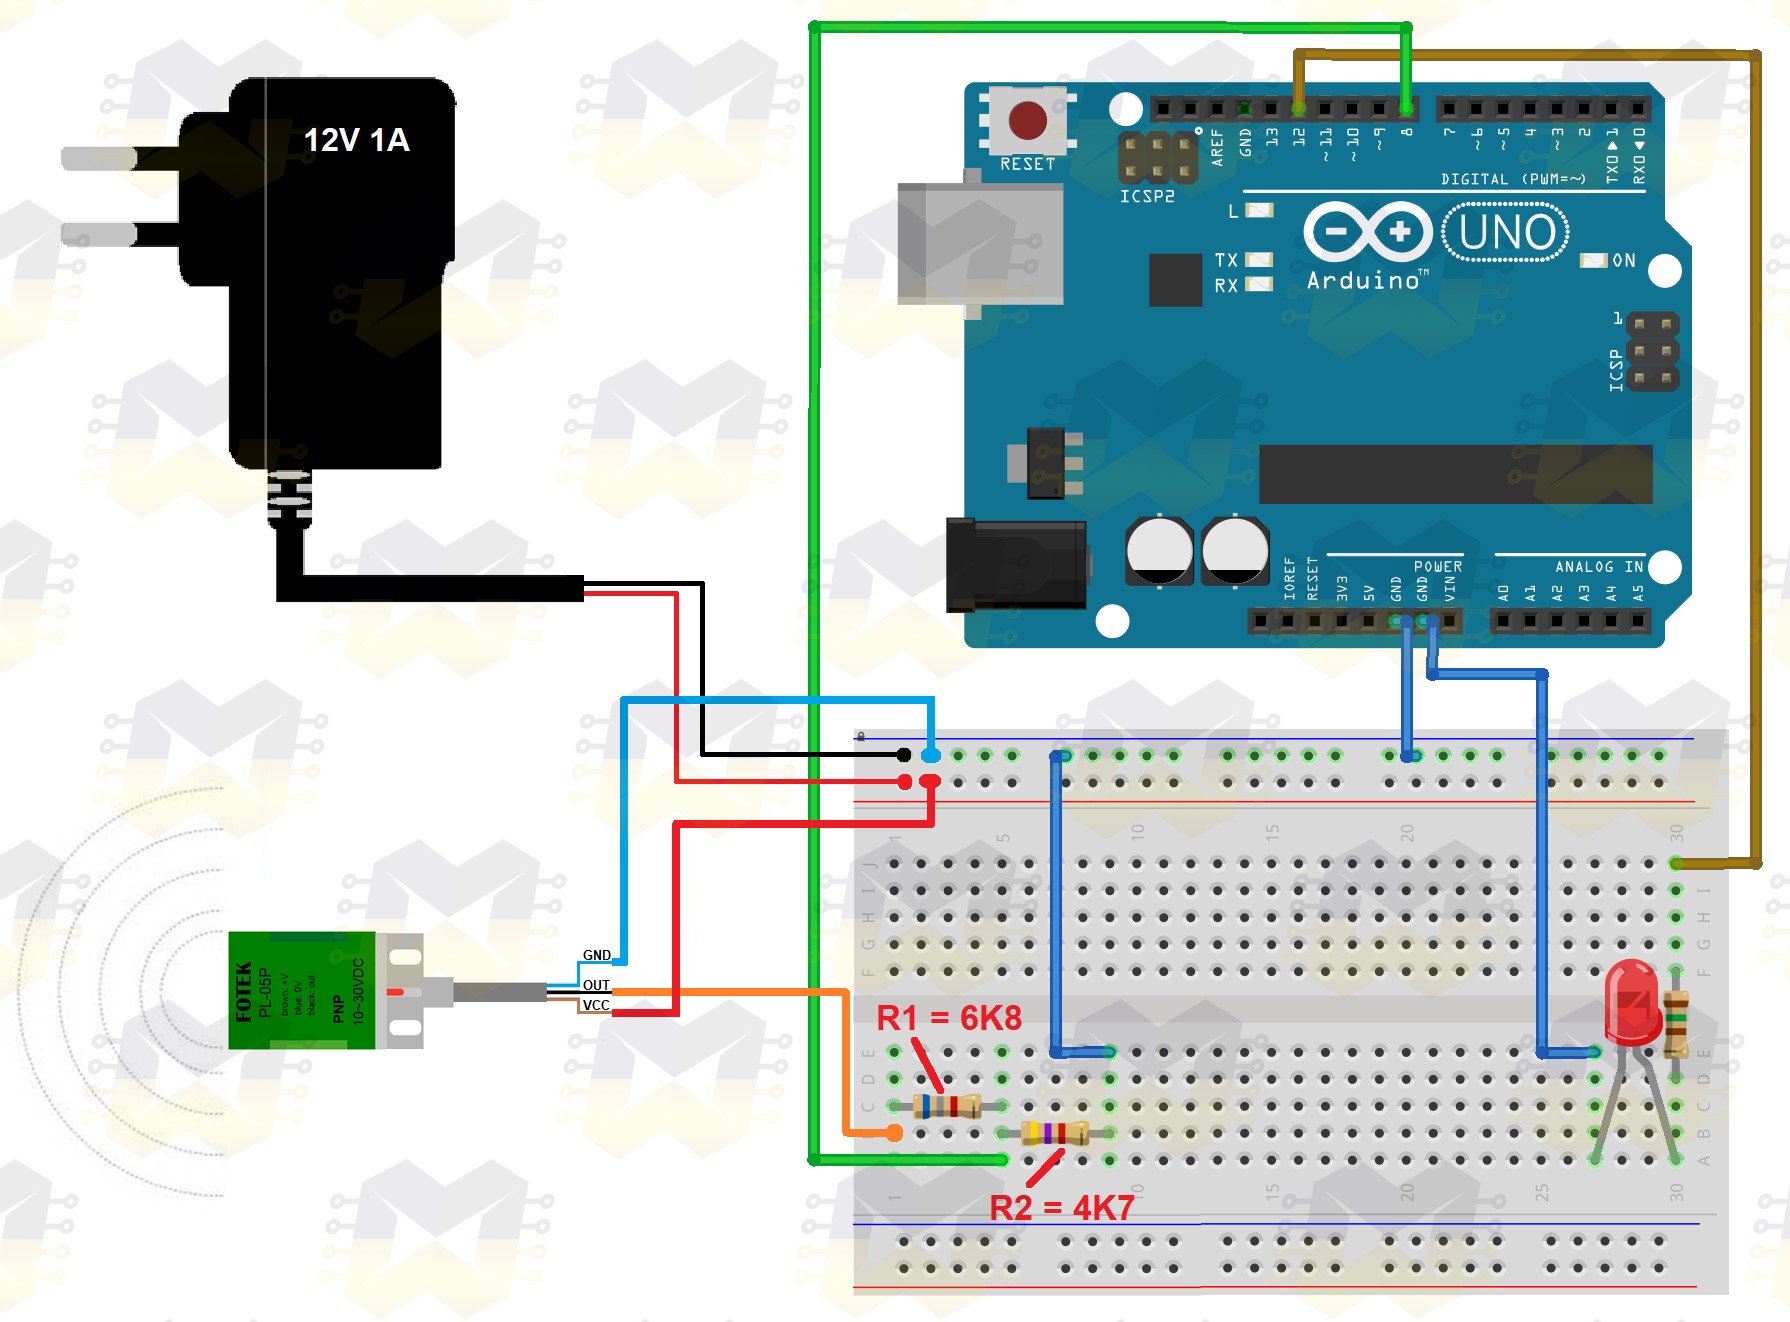 12V 1A
RESET
ICSP2
AREF
GND
13
12
~11
~10
~9
8
7
~6
~5
4
~3
2
TX0▶1
RX0◀0
DIGITAL (PWM=~)
L
TX
RX
UNO
Arduino™
ON
1
ICSP
IOREF
RESET
3V3
5V
GND
GND
VIN
POWER
ANALOG IN
A0
A1
A2
A3
A4
A5
1
5
10
15
20
30
J
I
H
G
F
I
H
G
F
GND
OUT
VCC
FOTEK
PL-05P
brown: +V
blue: 0V
black: out
PNP
10~30VDC
R1 = 6K8
E
D
C
E
D
C
B
A
R2 = 4K7
1
10
15
20
25
30